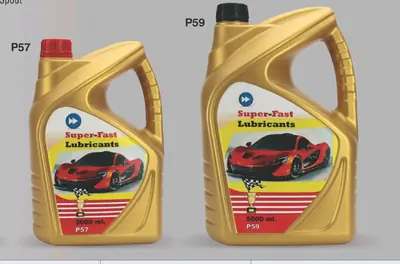 Spout
P57
P59
Super-Fast
Lubricants
3000 ml.
P57
Super-Fast
Lubricants
5000 ml.
P59